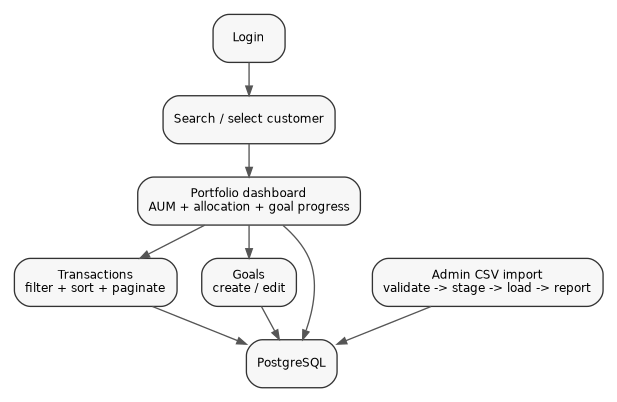 Login
Search / select customer
Portfolio dashboard
AUM + allocation + goal progress
Transactions
filter + sort + paginate
Goals
create / edit
Admin CSV import
validate -> stage -> load -> report
PostgreSQL